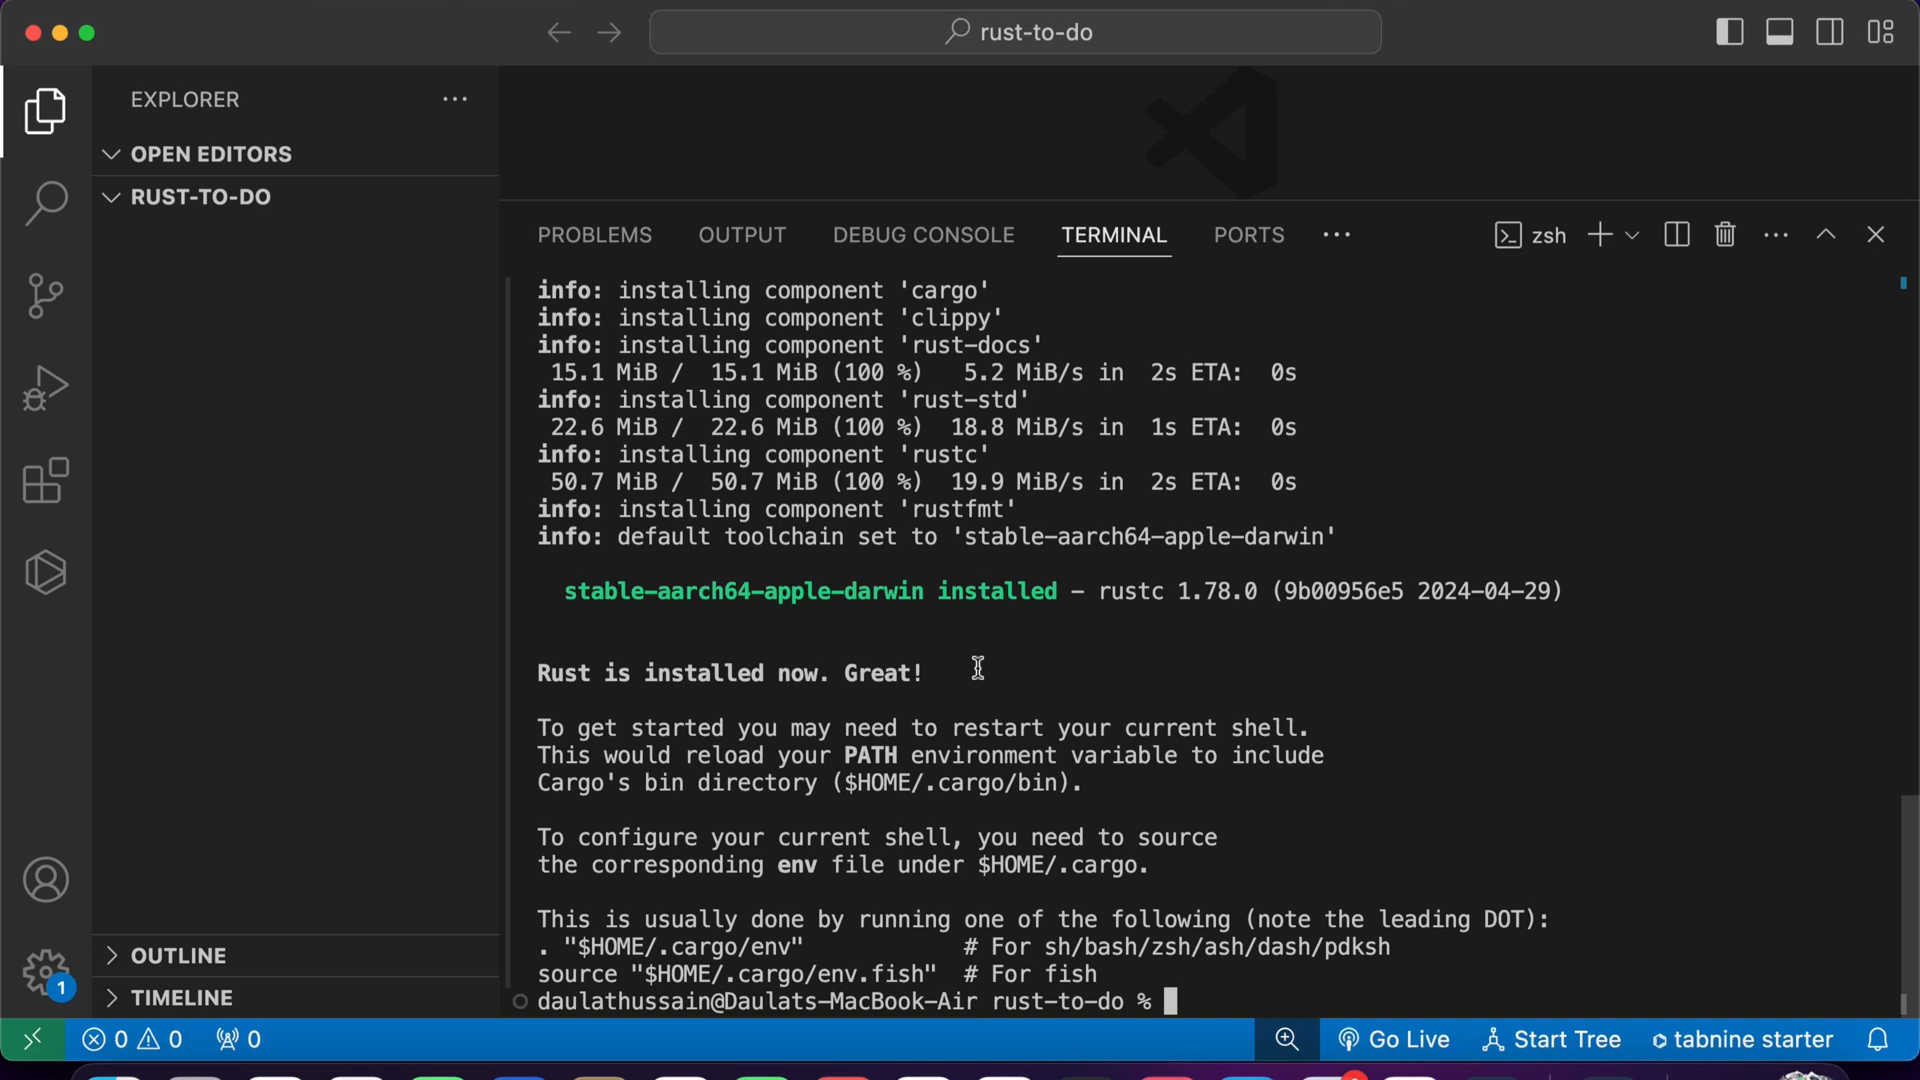 rust-to-do
EXPLORER
OPEN EDITORS
RUST-TO-DO
OUTLINE
TIMELINE
1
PROBLEMS OUTPUT DEBUG CONSOLE TERMINAL PORTS
zsh
info: installing component 'cargo'
info: installing component 'clippy'
info: installing component 'rust-docs'
15.1 MiB / 15.1 MiB (100 %) 5.2 MiB/s in 2s ETA: 0s
info: installing component 'rust-std'
22.6 MiB / 22.6 MiB (100 %) 18.8 MiB/s in 1s ETA: 0s
info: installing component 'rustc'
50.7 MiB / 50.7 MiB (100 %) 19.9 MiB/s in 2s ETA: 0s
info: installing component 'rustfmt'
info: default toolchain set to 'stable-aarch64-apple-darwin'
stable-aarch64-apple-darwin installed - rustc 1.78.0 (9b00956e5 2024-04-29)
Rust is installed now. Great!
To get started you may need to restart your current shell.
This would reload your PATH environment variable to include
Cargo's bin directory ($HOME/.cargo/bin).
To configure your current shell, you need to source
the corresponding env file under $HOME/.cargo.
This is usually done by running one of the following (note the leading DOT):
. "$HOME/.cargo/env" # For sh/bash/zsh/ash/dash/pdksh
source "$HOME/.cargo/env.fish" # For fish
daulathussain@Daulats-MacBook-Air rust-to-do %
0 0 0 Go Live Start Tree tabnine starter